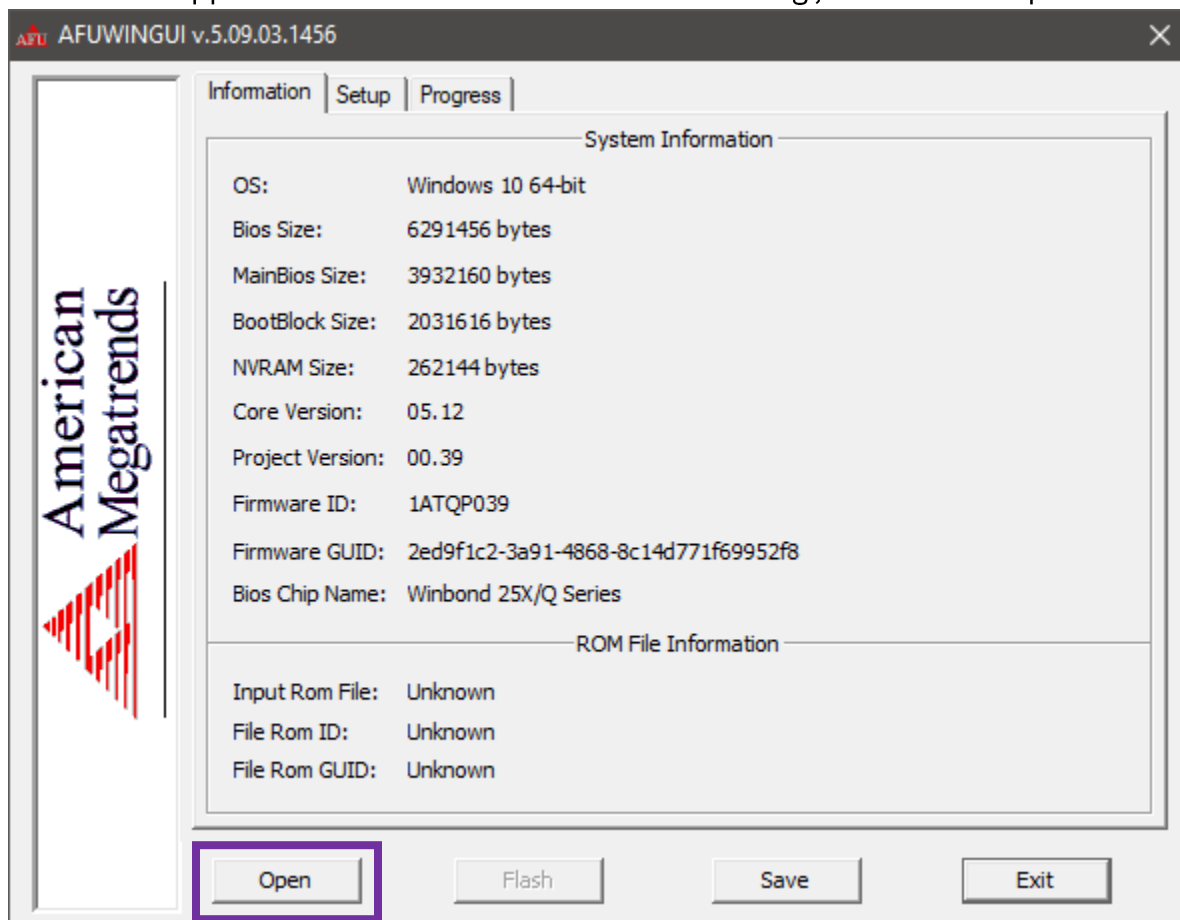 AFU AFUWINGUI v.5.09.03.1456
Information Setup Progress
System Information
OS: Windows 10 64-bit
Bios Size: 6291456 bytes
MainBios Size: 3932160 bytes
BootBlock Size: 2031616 bytes
NVRAM Size: 262144 bytes
Core Version: 05.12
Project Version: 00.39
Firmware ID: 1ATQP039
Firmware GUID: 2ed9f1c2-3a91-4868-8c14d771f69952f8
Bios Chip Name: Winbond 25X/Q Series
ROM File Information
Input Rom File: Unknown
File Rom ID: Unknown
File Rom GUID: Unknown
American
Megatrends
Open Flash Save Exit